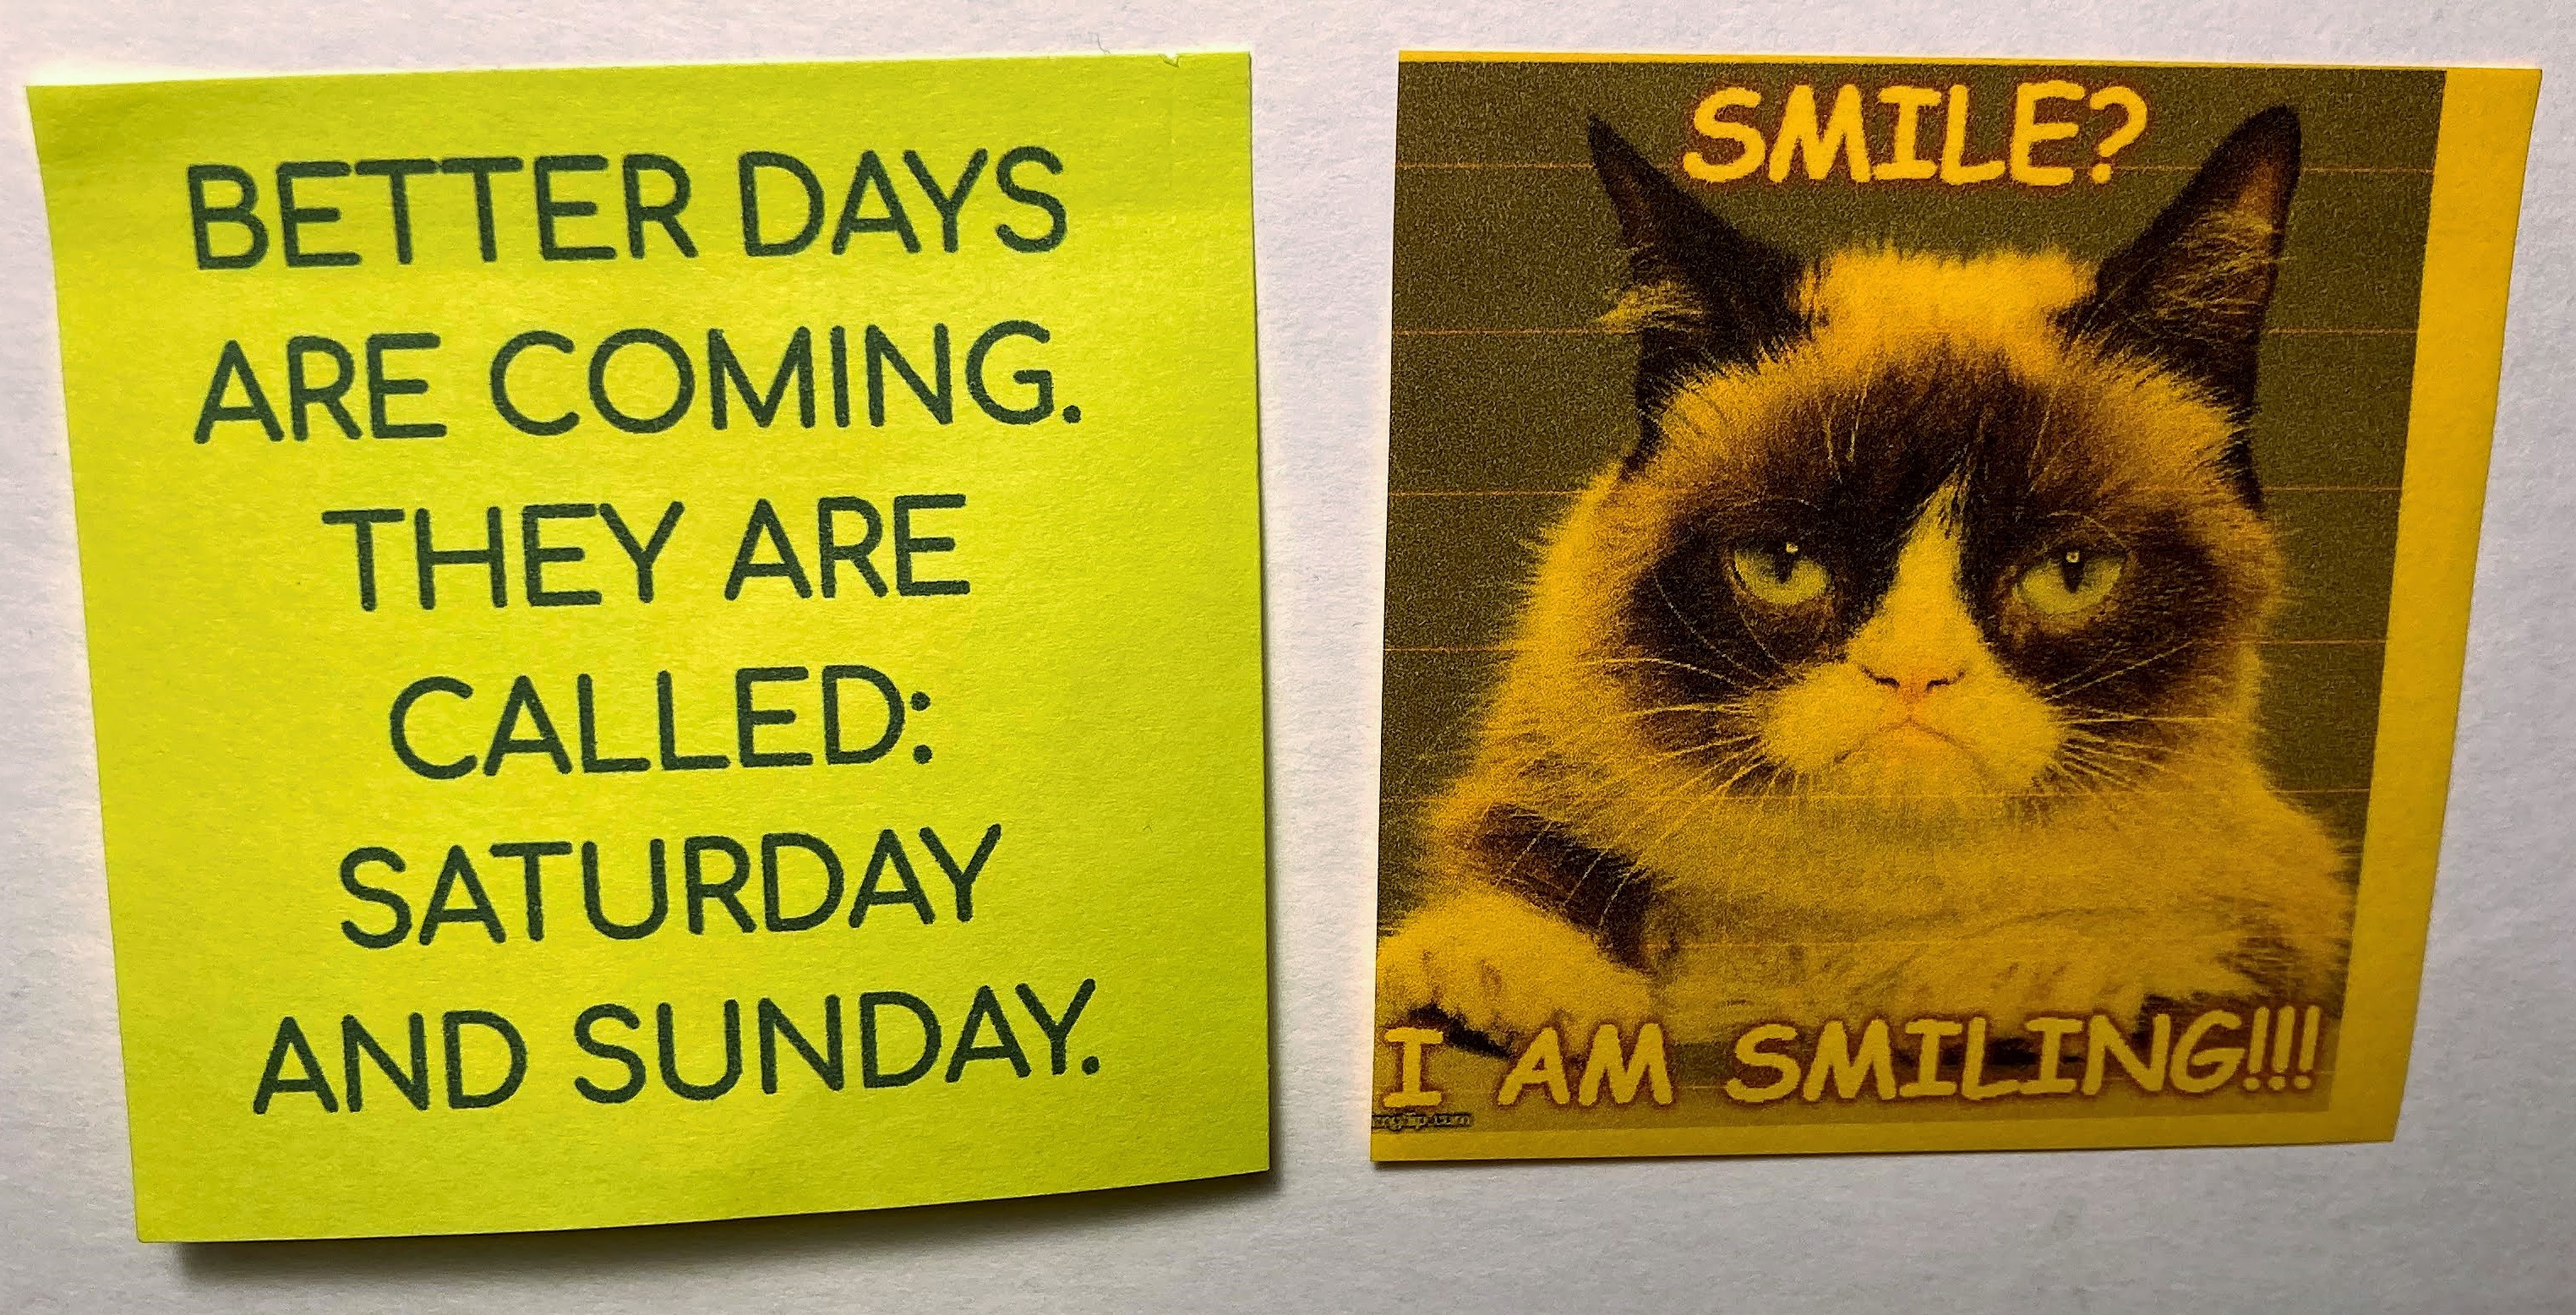 BETTER DAYS
ARE COMING.
THEY ARE
CALLED:
SATURDAY
AND SUNDAY.
SMILE?
I AM SMILING!!!